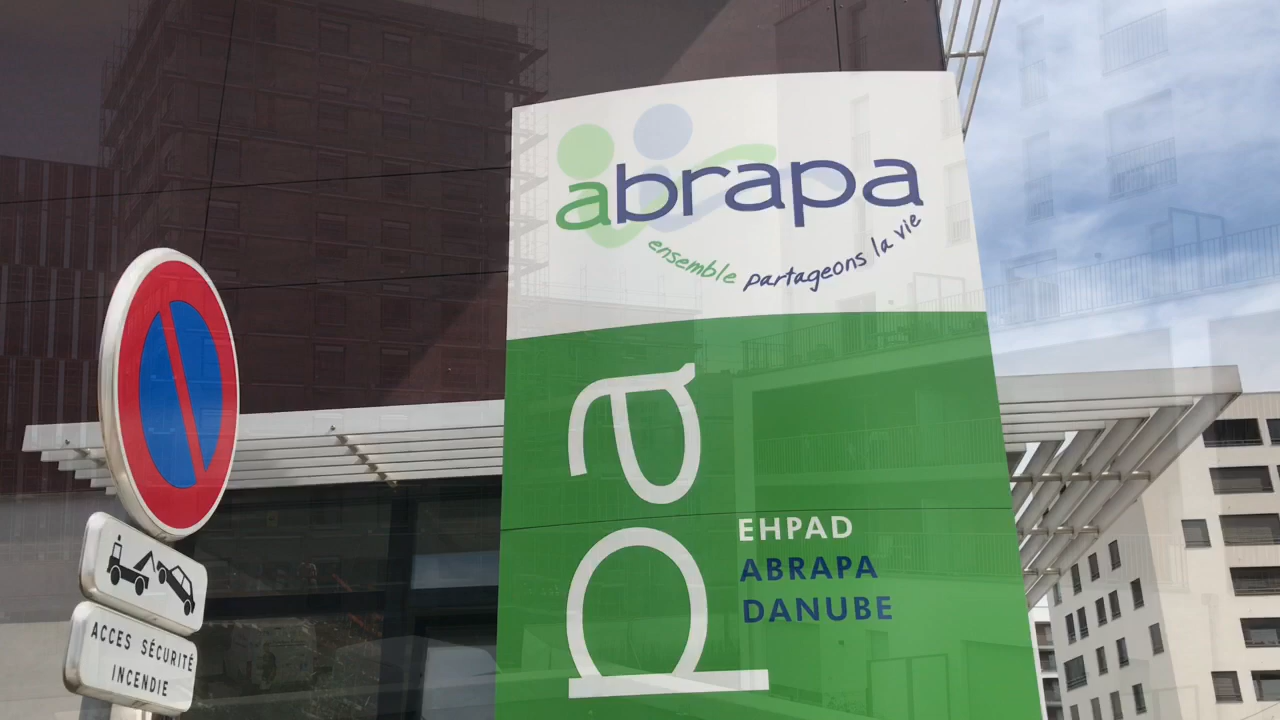 abrapa
ensemble partageons la vie
pa
EHPAD
ABRAPA
DANUBE
ACCES SÉCURITÉ
INCENDIE